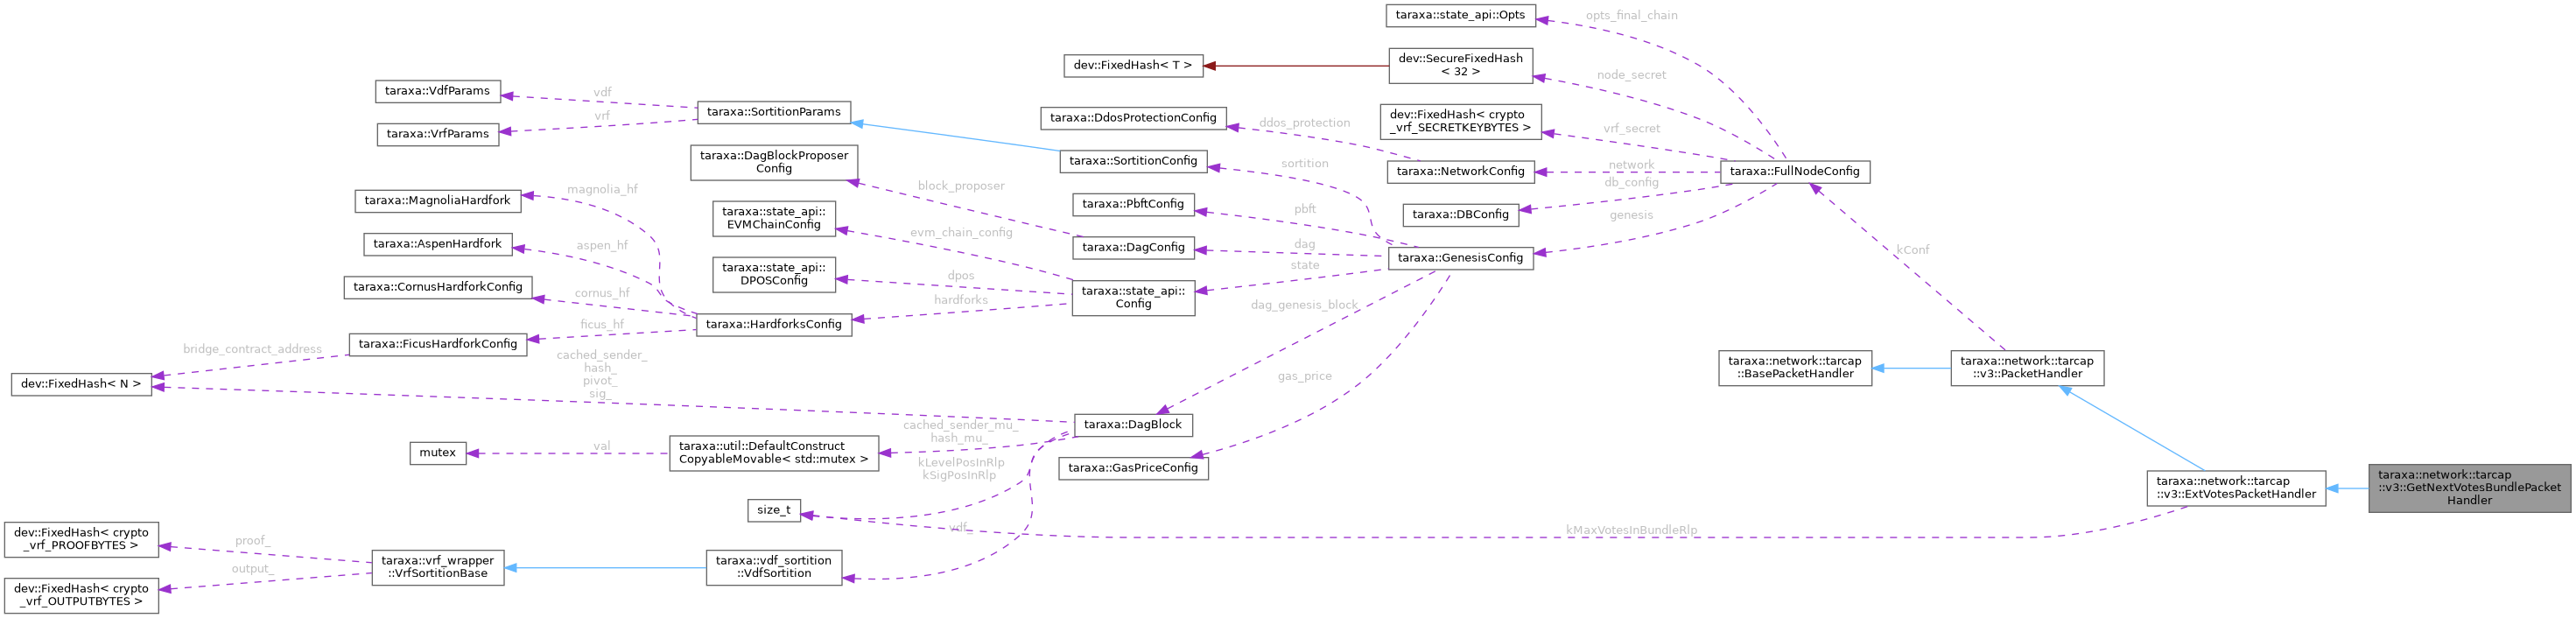 taraxa::state_api::Opts
opts_final_chain
dev::FixedHash< T >
dev::SecureFixedHash
< 32 >
node_secret
taraxa::VdfParams
vdf
taraxa::SortitionParams
vrf
taraxa::VrfParams
taraxa::DdosProtectionConfig
ddos_protection
dev::FixedHash< crypto
_vrf_SECRETKEYBYTES >
vrf_secret
taraxa::DagBlockProposer
Config
taraxa::SortitionConfig
sortition
taraxa::NetworkConfig
network
taraxa::FullNodeConfig
db_config
taraxa::MagnoliaHardfork
magnolia_hf
block_proposer
taraxa::PbftConfig
pbft
taraxa::DBConfig
genesis
taraxa::state_api::
EVMChainConfig
evm_chain_config
taraxa::AspenHardfork
aspen_hf
taraxa::DagConfig
dag
taraxa::GenesisConfig
kConf
taraxa::state_api::
DPOSConfig
dpos
state
taraxa::CornusHardforkConfig
cornus_hf
hardforks
taraxa::state_api::
Config
dag_genesis_block
ficus_hf
taraxa::HardforksConfig
taraxa::FicusHardforkConfig
bridge_contract_address
cached_sender_
hash_
pivot_
sig_
dev::FixedHash< N >
gas_price
taraxa::network::tarcap
::BasePacketHandler
taraxa::network::tarcap
::v3::PacketHandler
taraxa::DagBlock
cached_sender_mu_
hash_mu_
mutex
val
taraxa::util::DefaultConstruct
CopyableMovable< std::mutex >
kLevelPosInRlp
kSigPosInRlp
taraxa::GasPriceConfig
taraxa::network::tarcap
::v3::ExtVotesPacketHandler
taraxa::network::tarcap
::v3::GetNextVotesBundlePacket
Handler
size_t
vdf_
kMaxVotesInBundleRlp
dev::FixedHash< crypto
_vrf_PROOFBYTES >
proof_
taraxa::vrf_wrapper
::VrfSortitionBase
taraxa::vdf_sortition
::VdfSortition
output_
dev::FixedHash< crypto
_vrf_OUTPUTBYTES >